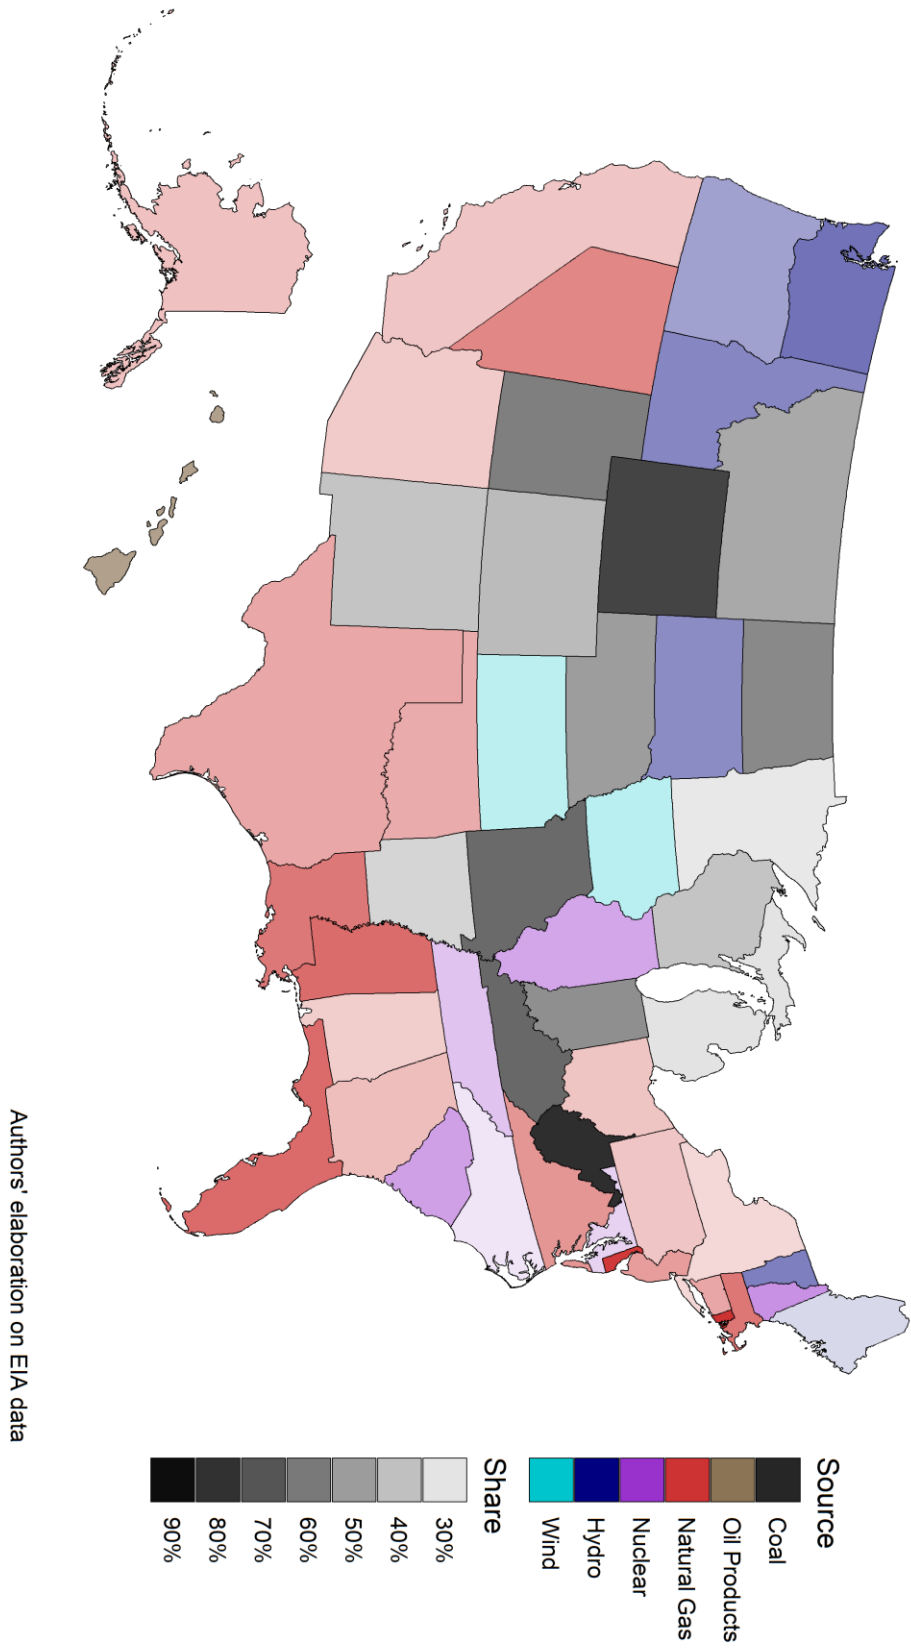 Source
Coal
Oil Products
Natural Gas
Nuclear
Hydro
Wind
Share
30%
40%
50%
60%
70%
80%
90%
Authors' elaboration on EIA data